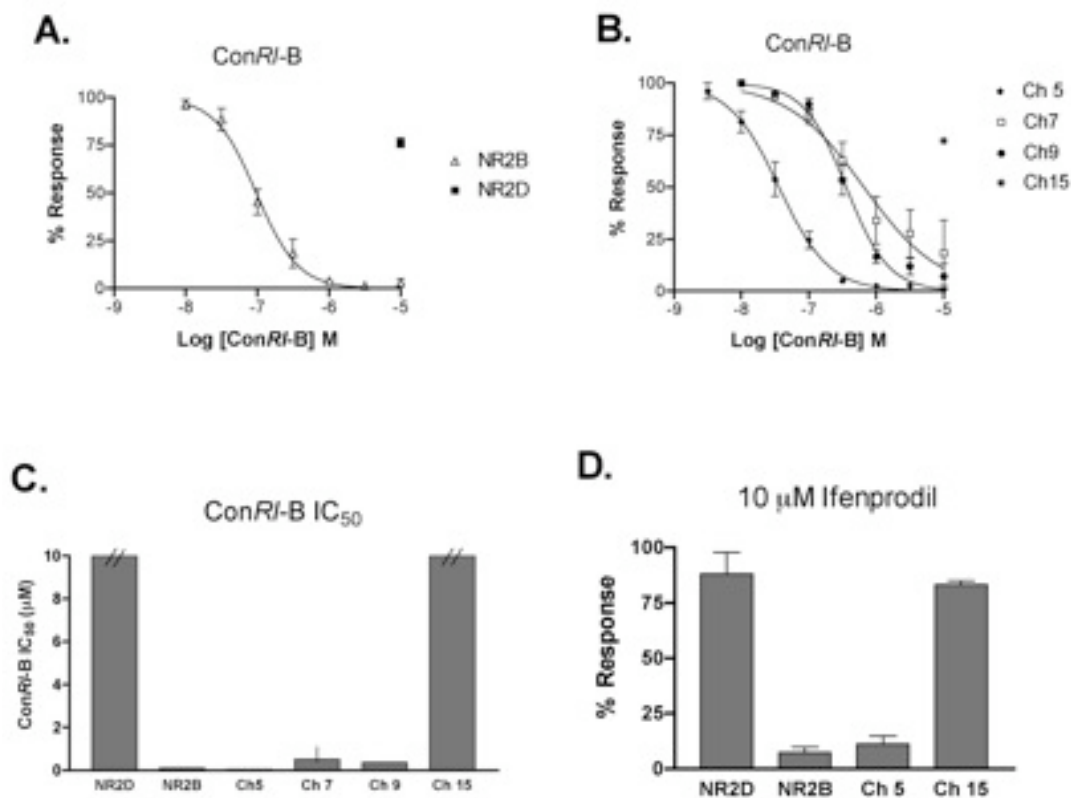 A.
ConRl-B
100
75
50
25
0
% Response
-9 -8 -7 -6 -5
Log [ConRl-B] M
NR2B
NR2D
B.
ConRl-B
100
75
50
25
0
% Response
-9 -8 -7 -6 -5
Log [ConRl-B] M
Ch 5
Ch7
Ch9
Ch15
C.
ConRl-B IC50
10
8
6
4
2
0
ConRl-B IC50 (μM)
NR2D NR2B Ch5 Ch 7 Ch 9 Ch 15
D.
10 μM Ifenprodil
100
75
50
25
0
% Response
NR2D NR2B Ch 5 Ch 15